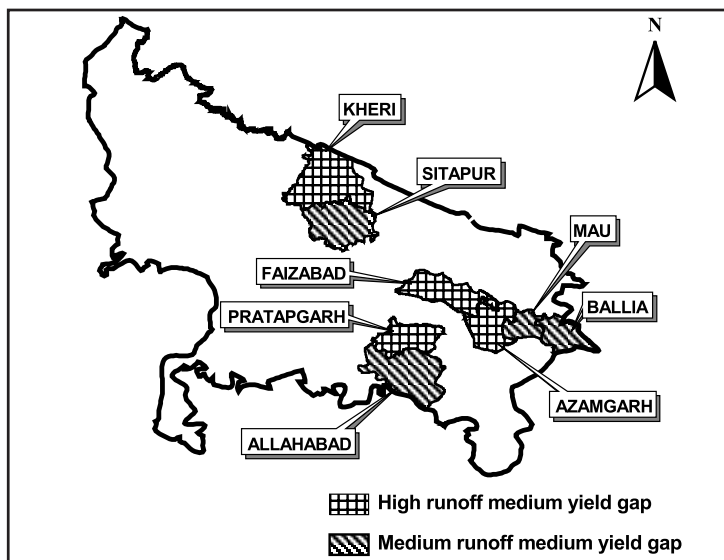 N
KHERI
SITAPUR
MAU
FAIZABAD
BALLIA
PRATAPGARH
AZAMGARH
ALLAHABAD
High runoff medium yield gap
Medium runoff medium yield gap